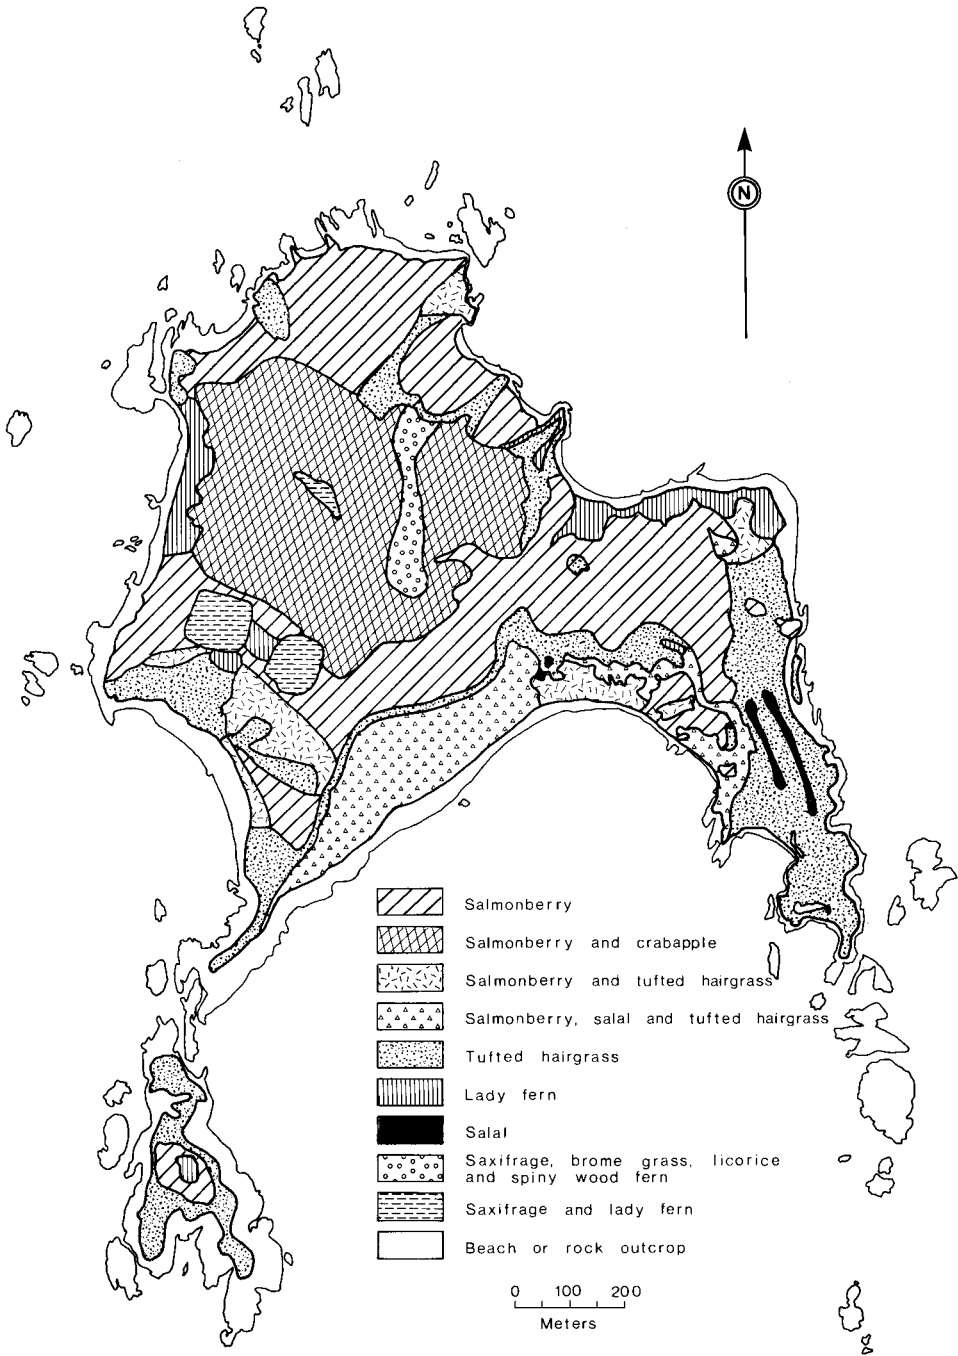 N
Salmonberry
Salmonberry and crabapple
Salmonberry and tufted hairgrass
Salmonberry, salal and tufted hairgrass
Tufted hairgrass
Lady fern
Salal
Saxifrage, brome grass, licorice
and spiny wood fern
Saxifrage and lady fern
Beach or rock outcrop
0 100 200
Meters